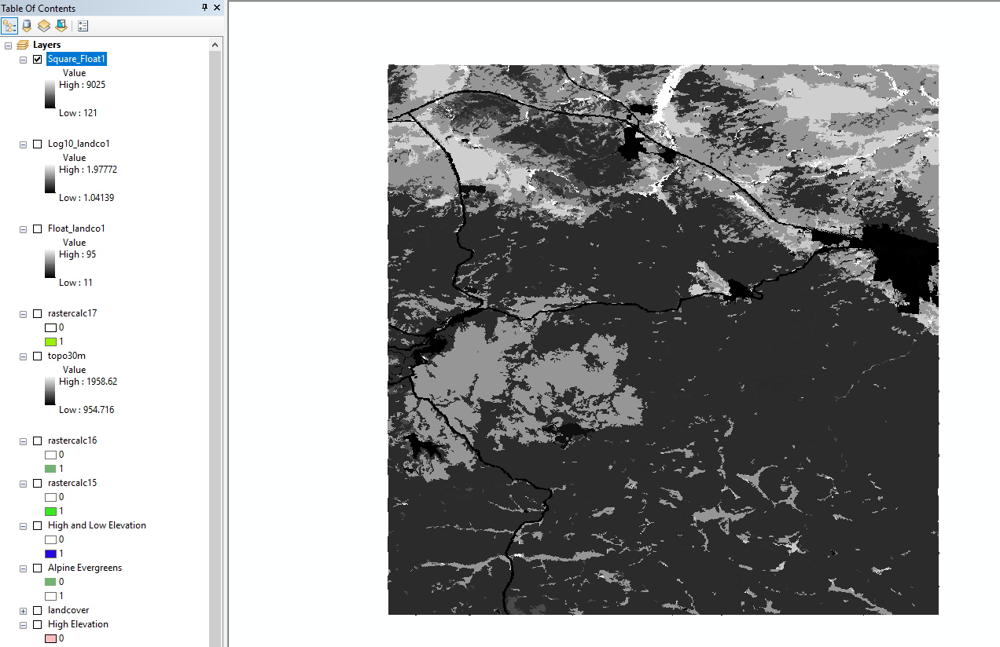 Table Of Contents
Layers
Square_Float1
Value
High : 9025
Low : 121
Log10_landco1
Value
High : 1.97772
Low : 1.04139
Float_landco1
Value
High : 95
Low : 11
rastercalc17
0
1
topo30m
Value
High : 1958.62
Low : 954.716
rastercalc16
0
1
rastercalc15
0
1
High and Low Elevation
0
1
Alpine Evergreens
0
1
landcover
High Elevation
0